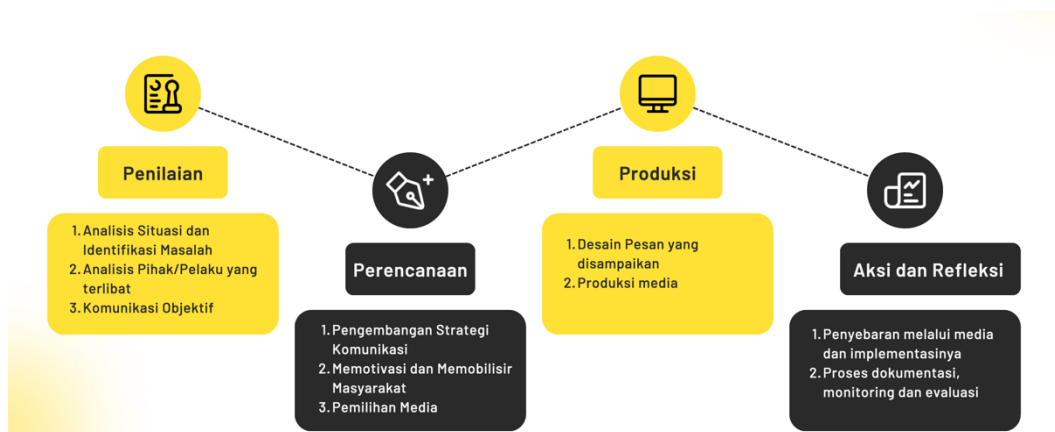 Penilaian
1. Analisis Situasi dan
Identifikasi Masalah
2. Analisis Pihak/Pelaku yang
terlibat
3. Komunikasi Objektif
Perencanaan
1. Pengembangan Strategi
Komunikasi
2. Memotivasi dan Memobilisir
Masyarakat
3. Pemilihan Media
Produksi
1. Desain Pesan yang
disampaikan
2. Produksi media
Aksi dan Refleksi
1. Penyebaran melalui media
dan implementasinya
2. Proses dokumentasi,
monitoring dan evaluasi